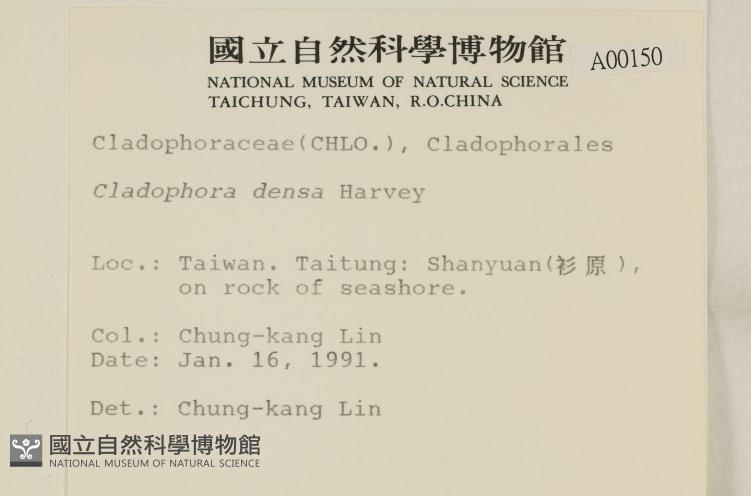 國立自然科學博物館
A00150
NATIONAL MUSEUM OF NATURAL SCIENCE
TAICHUNG, TAIWAN, R.O.CHINA
Cladophoraceae(CHLO.), Cladophorales
Cladophora densa Harvey
Loc.: Taiwan. Taitung: Shanyuan(衫原),
on rock of seashore.
Col.: Chung-kang Lin
Date: Jan. 16, 1991.
Det.: Chung-kang Lin
國立自然科學博物館
NATIONAL MUSEUM OF NATURAL SCIENCE